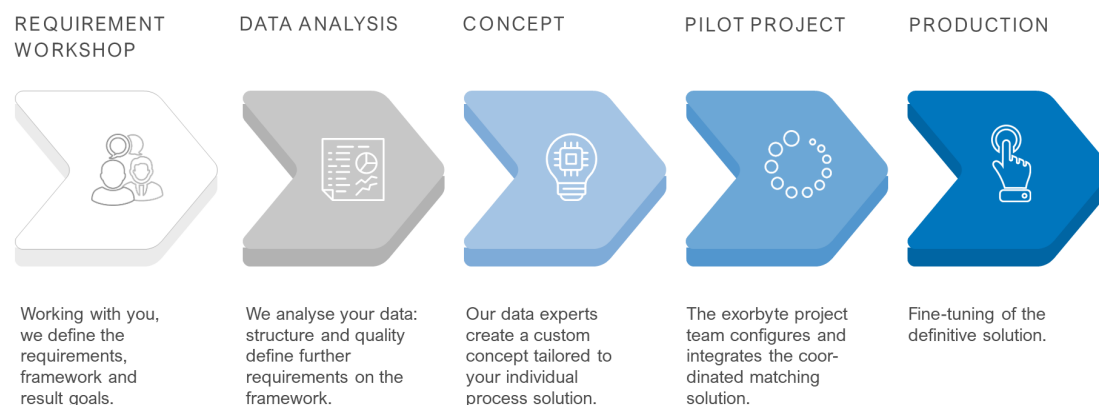 REQUIREMENT
WORKSHOP
DATA ANALYSIS
CONCEPT
PILOT PROJECT
PRODUCTION
Working with you,
we define the
requirements,
framework and
result goals.
We analyse your data:
structure and quality
define further
requirements on the
framework.
Our data experts
create a custom
concept tailored to
your individual
process solution.
The exorbyte project
team configures and
integrates the coor-
dinated matching
solution.
Fine-tuning of the
definitive solution.